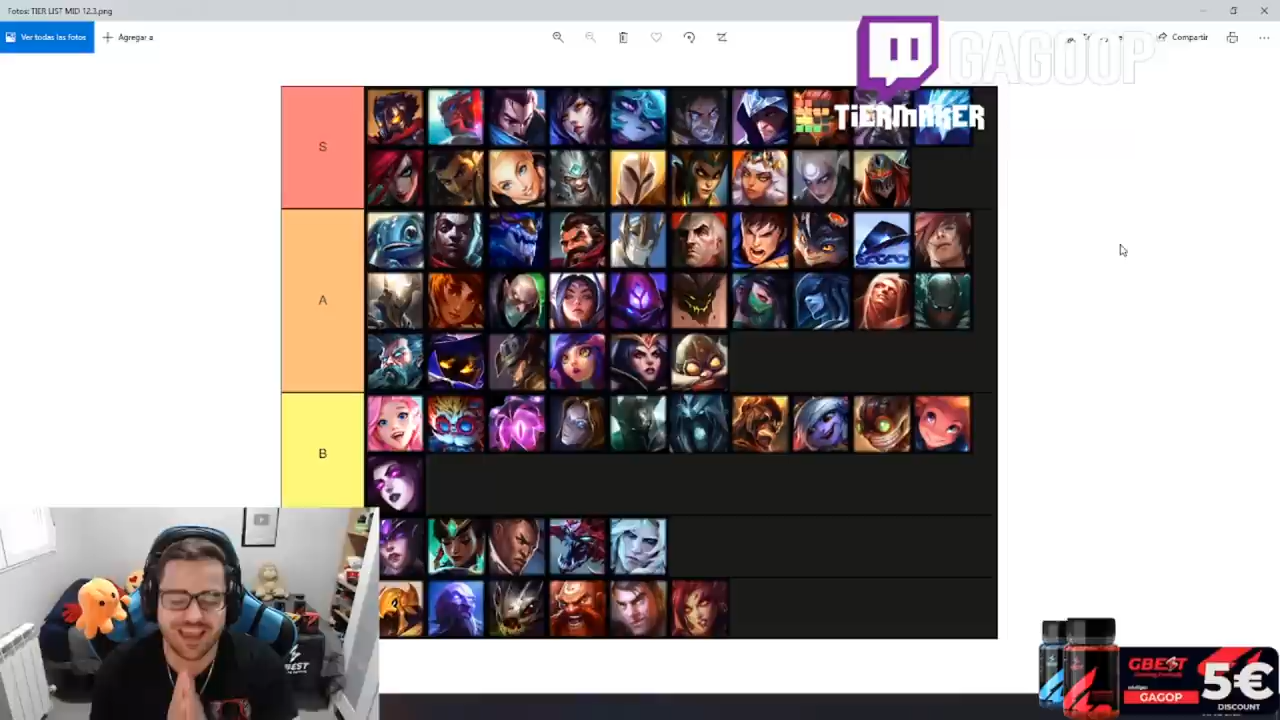 Fotos: TIER LIST MID 12.3.png
Ver todas las fotos
Agregar a
Compartir
GAGOOP
TIERMAKER
S
A
B
GBEST
GAGOP
5€
DISCOUNT